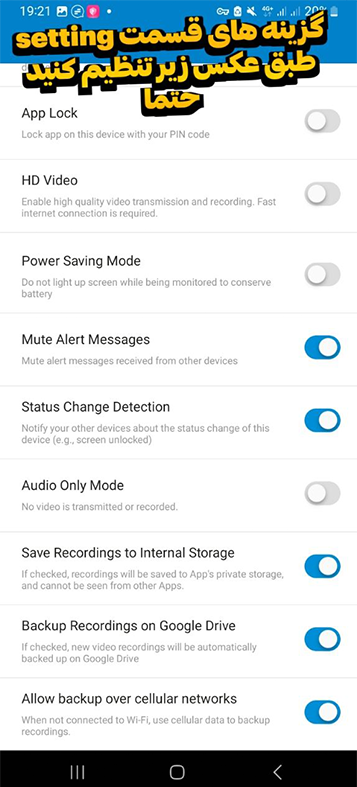 19:21 4G+ 20%
گزینه های قسمت setting
طبق عکس زیر تنظیم کنید
حتما
App Lock
Lock app on this device with your PIN code
HD Video
Enable high quality video transmission and recording. Fast
internet connection is required.
Power Saving Mode
Do not light up screen while being monitored to conserve
battery
Mute Alert Messages
Mute alert messages received from other devices
Status Change Detection
Notify your other devices about the status change of this
device (e.g., screen unlocked)
Audio Only Mode
No video is transmitted or recorded.
Save Recordings to Internal Storage
If checked, recordings will be saved to App's private storage,
and cannot be seen from other Apps.
Backup Recordings on Google Drive
If checked, new video recordings will be automatically
backed up on Google Drive
Allow backup over cellular networks
When not connected to Wi-Fi, use cellular data to backup
recordings.